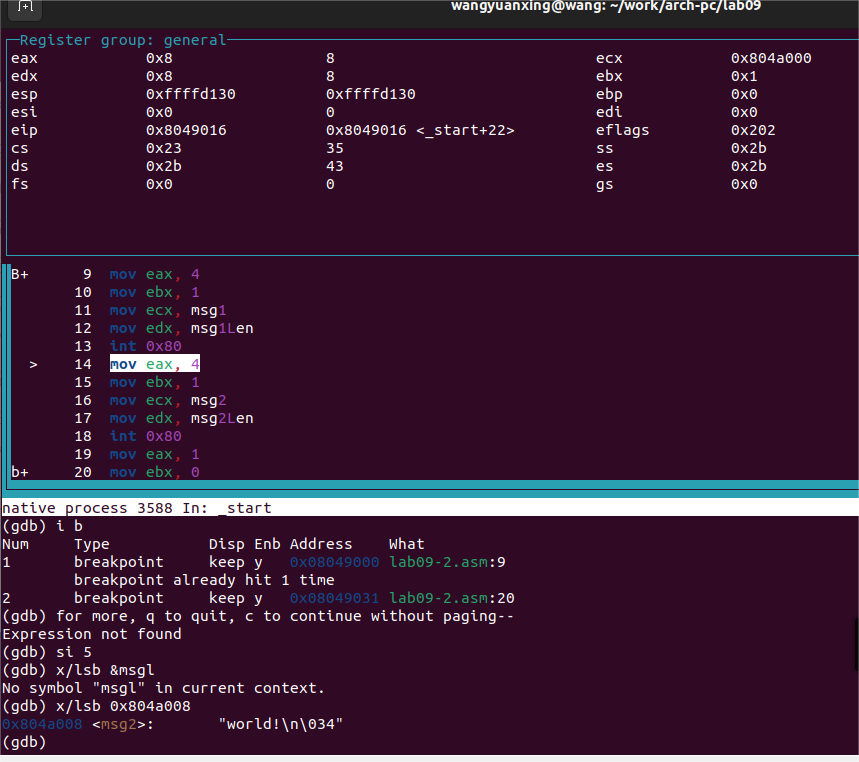 wangyuanxing@wang: ~/work/arch-pc/lab09
Register group: general
eax 0x8 8 ecx 0x804a000
edx 0x8 8 ebx 0x1
esp 0xffffd130 0xffffd130 ebp 0x0
esi 0x0 0 edi 0x0
eip 0x8049016 0x8049016 <_start+22> eflags 0x202
cs 0x23 35 ss 0x2b
ds 0x2b 43 es 0x2b
fs 0x0 0 gs 0x0
B+ 9 mov eax, 4
10 mov ebx, 1
11 mov ecx, msg1
12 mov edx, msg1Len
13 int 0x80
> 14 mov eax, 4
15 mov ebx, 1
16 mov ecx, msg2
17 mov edx, msg2Len
18 int 0x80
19 mov eax, 1
b+ 20 mov ebx, 0
native process 3588 In: _start
(gdb) i b
Num Type Disp Enb Address What
1 breakpoint keep y 0x08049000 lab09-2.asm:9
breakpoint already hit 1 time
2 breakpoint keep y 0x08049031 lab09-2.asm:20
(gdb) for more, q to quit, c to continue without paging--
Expression not found
(gdb) si 5
(gdb) x/lsb &msgl
No symbol "msgl" in current context.
(gdb) x/lsb 0x804a008
0x804a008 <msg2>: "world!\n\034"
(gdb)